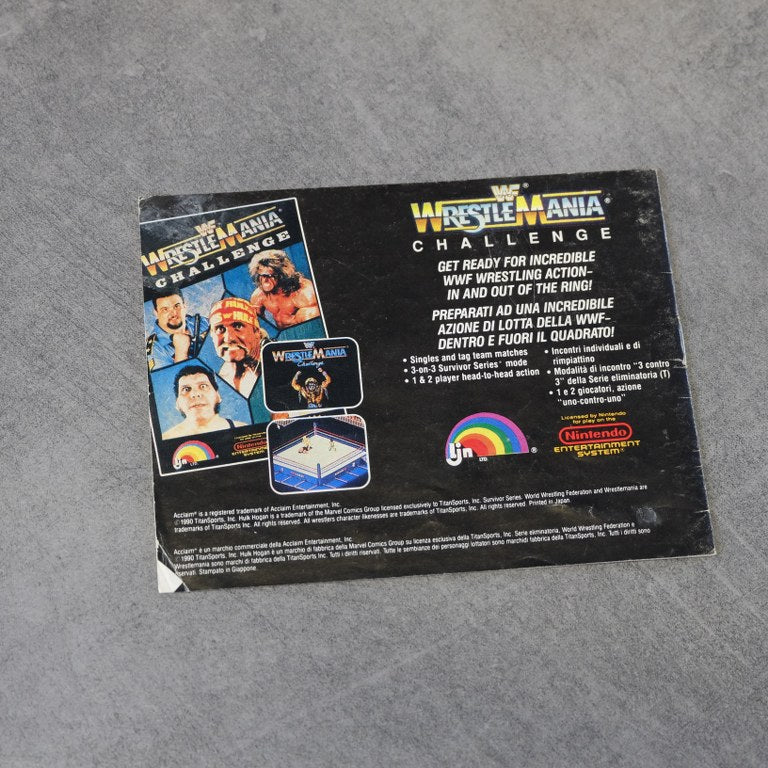 WF
WRESTLEMANIA
CHALLENGE
HULK
LJN LTD.
Nintendo
WRESTLEMANIA
Challenge
WF®
WRESTLEMANIA®
CHALLENGE
GET READY FOR INCREDIBLE
WWF WRESTLING ACTION–
IN AND OUT OF THE RING!
PREPARATI AD UNA INCREDIBILE
AZIONE DI LOTTA DELLA WWF–
DENTRO E FUORI IL QUADRATO!
• Singles and tag team matches
• 3-on-3 Survivor Series™ mode
• 1 & 2 player head-to-head action
• Incontri individuali e di
rimpiattino
• Modalità di incontro "3 contro
3" della Serie eliminatoria (T)
• 1 e 2 giocatori, azione
"uno-contro-uno"
LJN LTD.®
Licensed by Nintendo
for play on the
Nintendo
ENTERTAINMENT
SYSTEM®
Acclaim® is a registered trademark of Acclaim Entertainment, Inc.
©1990 TitanSports, Inc. Hulk Hogan is a trademark of the Marvel Comics Group licensed exclusively to TitanSports, Inc. Survivor Series. World Wrestling Federation and Wrestlemania are
trademarks of TitanSports, Inc. All rights reserved. All wrestlers character likenesses are trademarks of TitanSports, Inc. All rights reserved. Printed in Japan.
Acclaim® è un marchio commerciale della Acclaim Entertainment, Inc.
©1990 TitanSports, Inc. Hulk Hogan è un marchio di fabbrica della Marvel Comics Group su licenza esclusiva della TitanSports, Inc. Serie eliminatoria, World Wrestling Federation e
Wrestlemania sono marchi di fabbrica della TitanSports, Inc. Tutti i diritti riservati. Tutte le sembianze dei personaggi lottatori sono marchi fabbrica della TitanSports, Inc. Tutti i diritti sono
riservati. Stampato in Giappone.